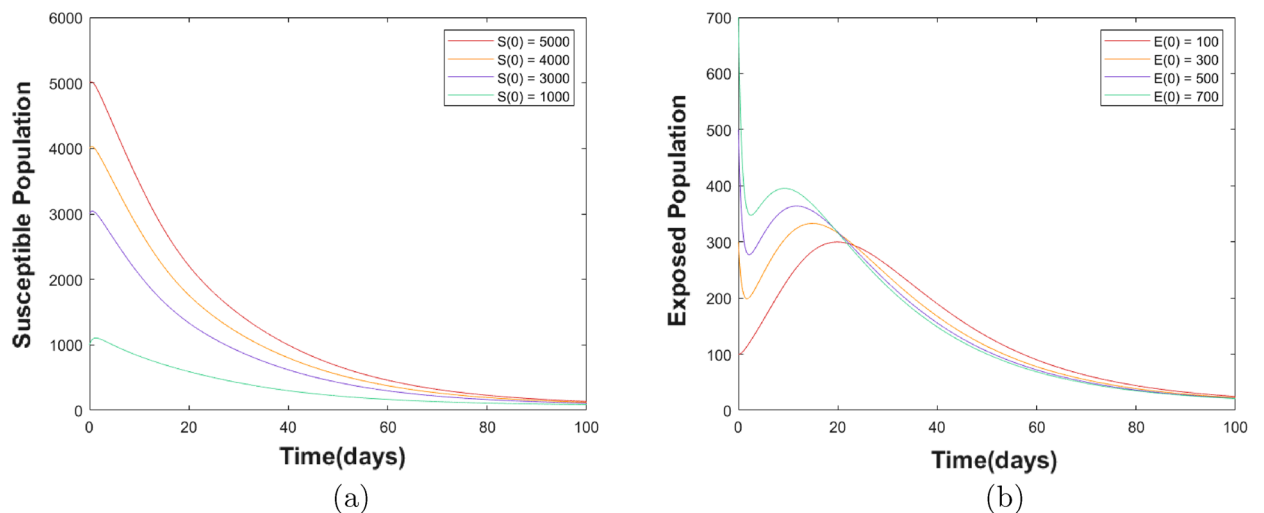 6000
5000
4000
3000
2000
1000
0
0 20 40 60 80 100
Susceptible Population
Time(days)
S(0) = 5000
S(0) = 4000
S(0) = 3000
S(0) = 1000
(a)
700
600
500
400
300
200
100
0
0 20 40 60 80 100
Exposed Population
Time(days)
E(0) = 100
E(0) = 300
E(0) = 500
E(0) = 700
(b)